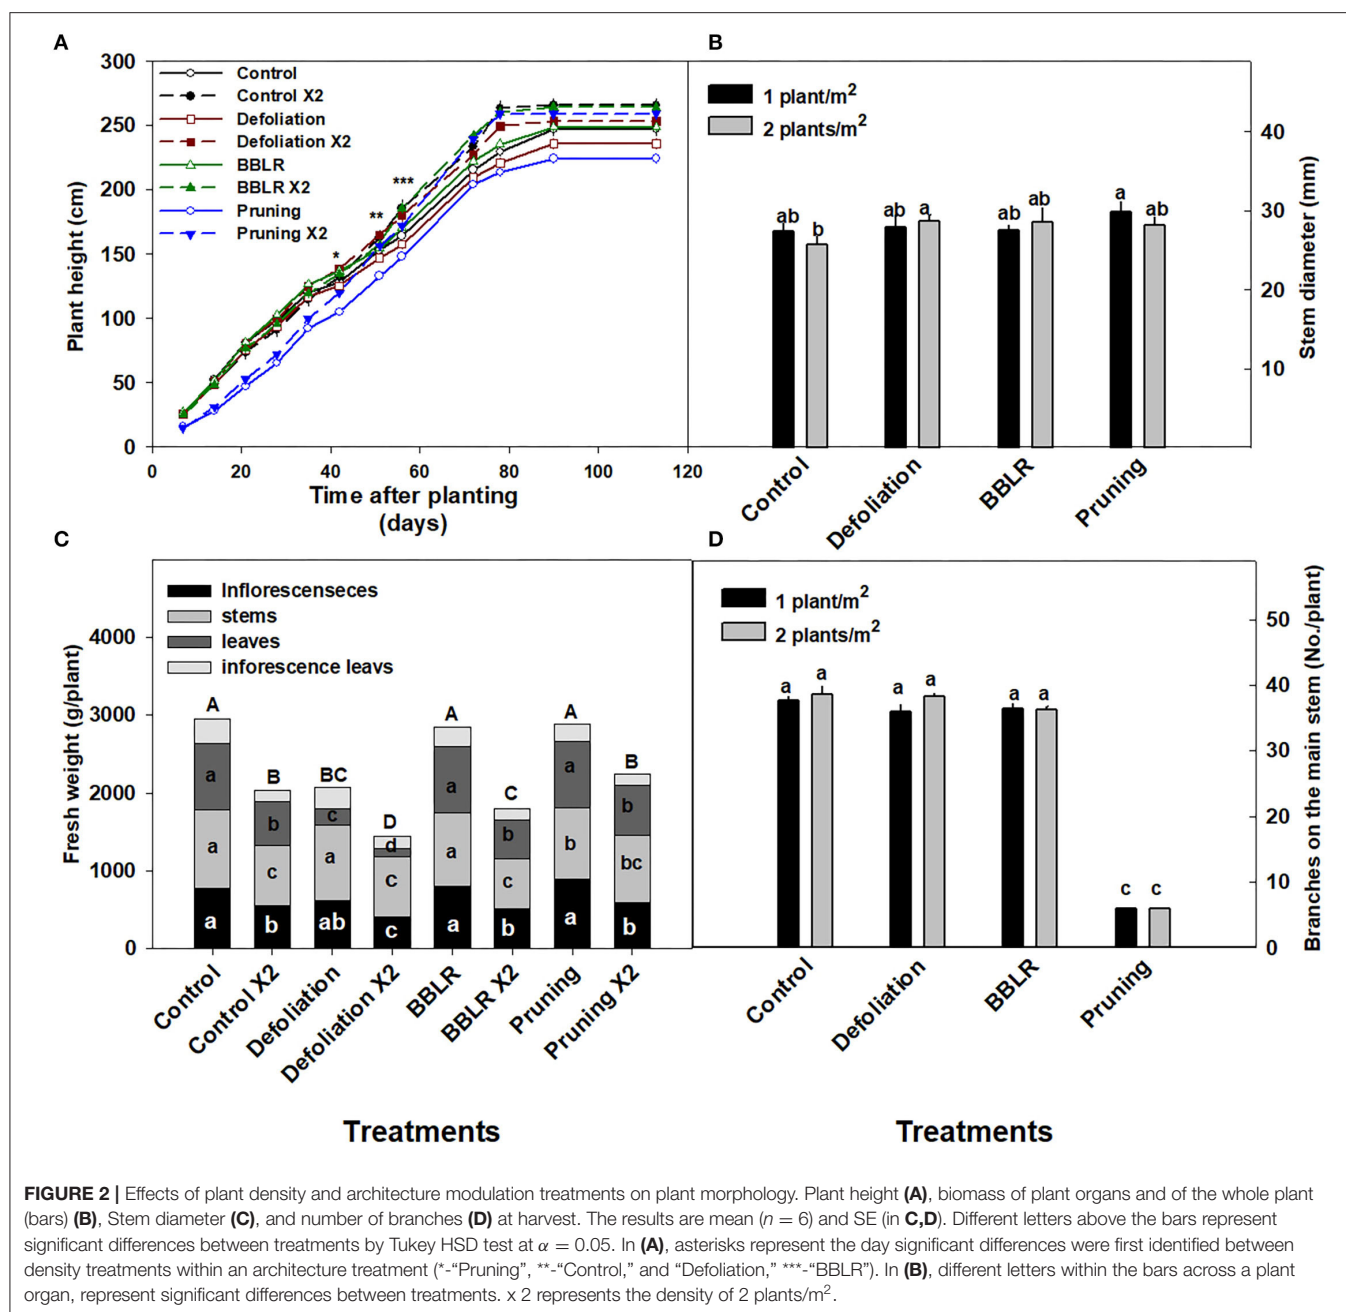 A
300
250
200
150
100
50
0
Plant height (cm)
Control
Control X2
Defoliation
Defoliation X2
BBLR
BBLR X2
Pruning
Pruning X2
*
**
***
0 20 40 60 80 100 120
Time after planting
(days)
B
1 plant/m²
2 plants/m²
ab b ab a ab ab a ab
40
30
20
10
Stem diameter (mm)
Control
Defoliation
BBLR
Pruning
C
Inflorescenseces
stems
leaves
inforescence leavs
4000
3000
2000
1000
0
Fresh weight (g/plant)
A B BC D A C A B
a b c d a b a b
a c a c a c b bc
a b ab c a b a b
Control
Control X2
Defoliation
Defoliation X2
BBLR
BBLR X2
Pruning
Pruning X2
Treatments
D
1 plant/m²
2 plants/m²
a a a a a a c c
50
40
30
20
10
0
Branches on the main stem (No./plant)
Control
Defoliation
BBLR
Pruning
Treatments
FIGURE 2 | Effects of plant density and architecture modulation treatments on plant morphology. Plant height (A), biomass of plant organs and of the whole plant
(bars) (B), Stem diameter (C), and number of branches (D) at harvest. The results are mean (n = 6) and SE (in C,D). Different letters above the bars represent
significant differences between treatments by Tukey HSD test at α = 0.05. In (A), asterisks represent the day significant differences were first identified between
density treatments within an architecture treatment (*-“Pruning”, **-“Control,” and “Defoliation,” ***-“BBLR”). In (B), different letters within the bars across a plant
organ, represent significant differences between treatments. x 2 represents the density of 2 plants/m².